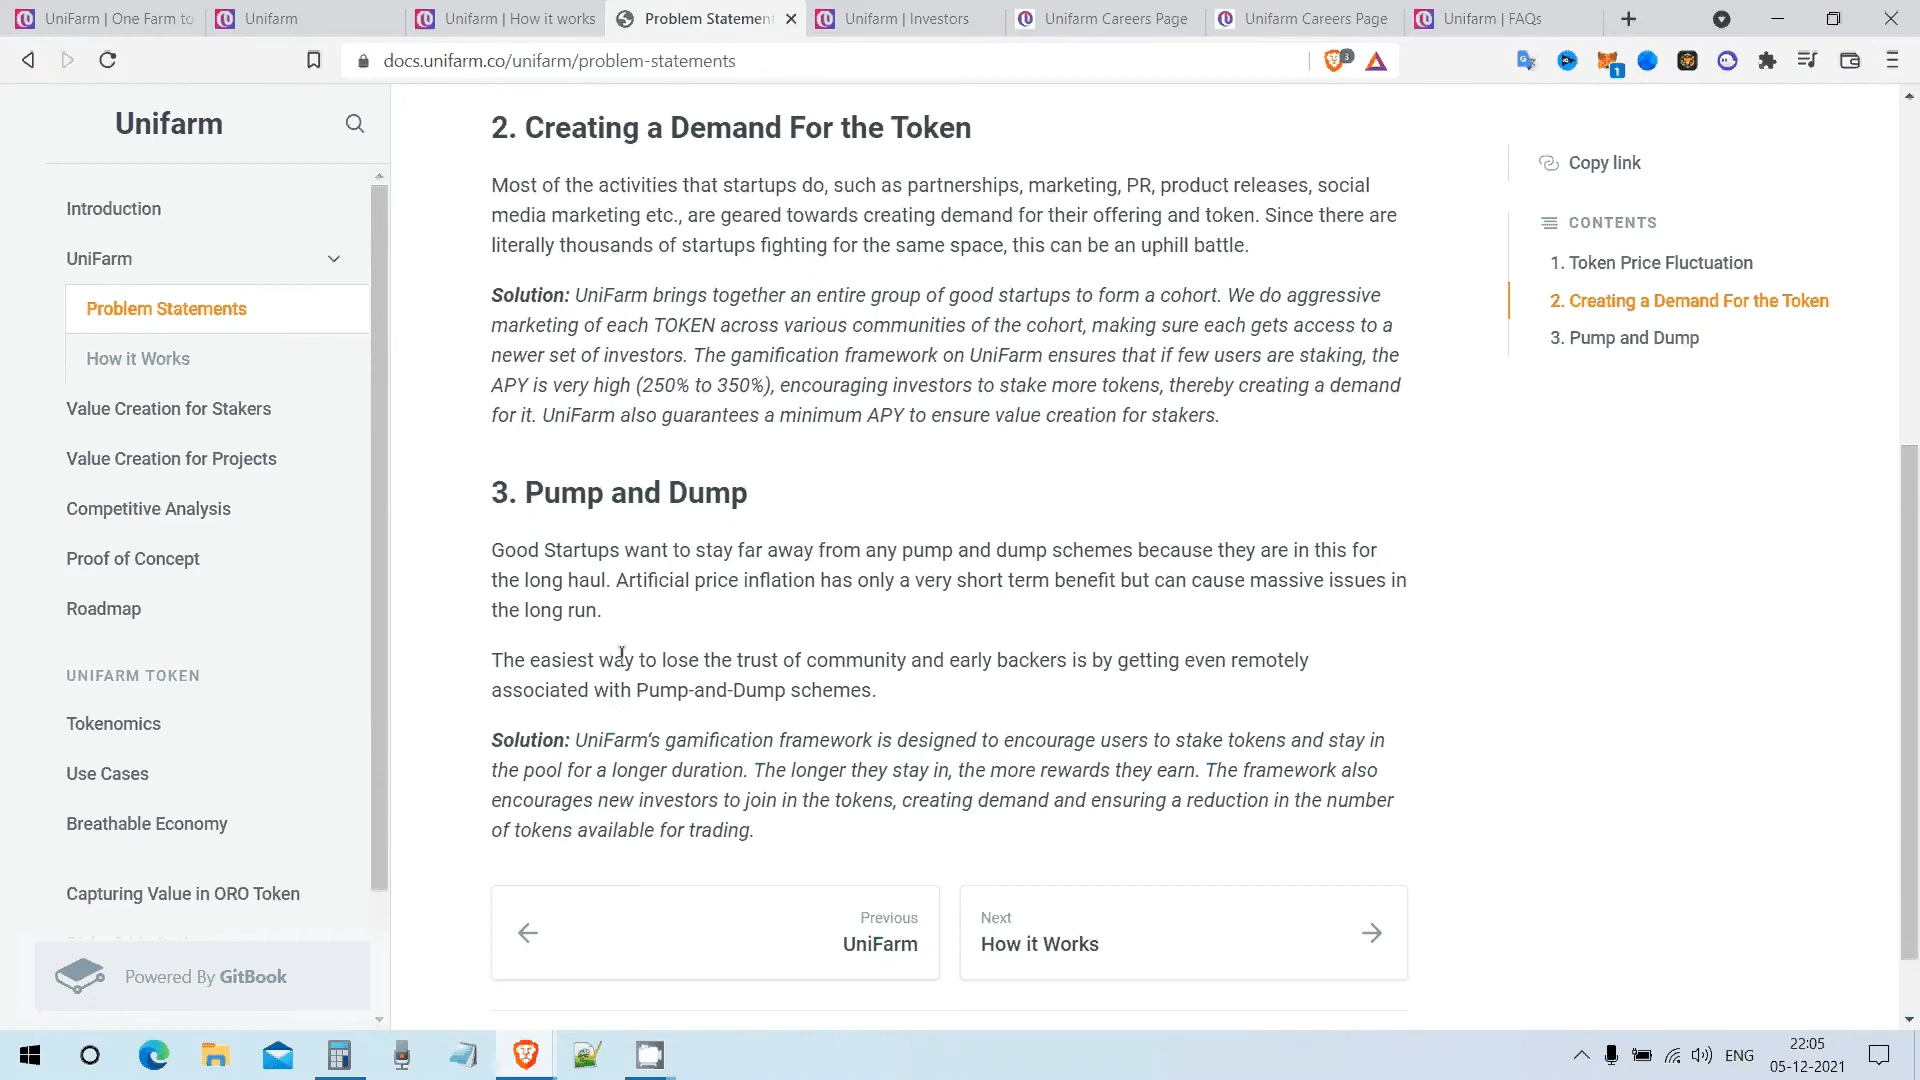 UniFarm | One Farm to
Unifarm
Unifarm | How it works
Problem Statement
Unifarm | Investors
Unifarm Careers Page
Unifarm Careers Page
Unifarm | FAQs
docs.unifarm.co/unifarm/problem-statements
3
1
Unifarm
Introduction
UniFarm
Problem Statements
How it Works
Value Creation for Stakers
Value Creation for Projects
Competitive Analysis
Proof of Concept
Roadmap
UNIFARM TOKEN
Tokenomics
Use Cases
Breathable Economy
Capturing Value in ORO Token
Powered By GitBook
2. Creating a Demand For the Token
Most of the activities that startups do, such as partnerships, marketing, PR, product releases, social
media marketing etc., are geared towards creating demand for their offering and token. Since there are
literally thousands of startups fighting for the same space, this can be an uphill battle.
Solution: UniFarm brings together an entire group of good startups to form a cohort. We do aggressive
marketing of each TOKEN across various communities of the cohort, making sure each gets access to a
newer set of investors. The gamification framework on UniFarm ensures that if few users are staking, the
APY is very high (250% to 350%), encouraging investors to stake more tokens, thereby creating a demand
for it. UniFarm also guarantees a minimum APY to ensure value creation for stakers.
3. Pump and Dump
Good Startups want to stay far away from any pump and dump schemes because they are in this for
the long haul. Artificial price inflation has only a very short term benefit but can cause massive issues in
the long run.
The easiest way to lose the trust of community and early backers is by getting even remotely
associated with Pump-and-Dump schemes.
Solution: UniFarm's gamification framework is designed to encourage users to stake tokens and stay in
the pool for a longer duration. The longer they stay in, the more rewards they earn. The framework also
encourages new investors to join in the tokens, creating demand and ensuring a reduction in the number
of tokens available for trading.
Previous
UniFarm
Next
How it Works
Copy link
CONTENTS
1. Token Price Fluctuation
2. Creating a Demand For the Token
3. Pump and Dump
ENG
22:05
05-12-2021